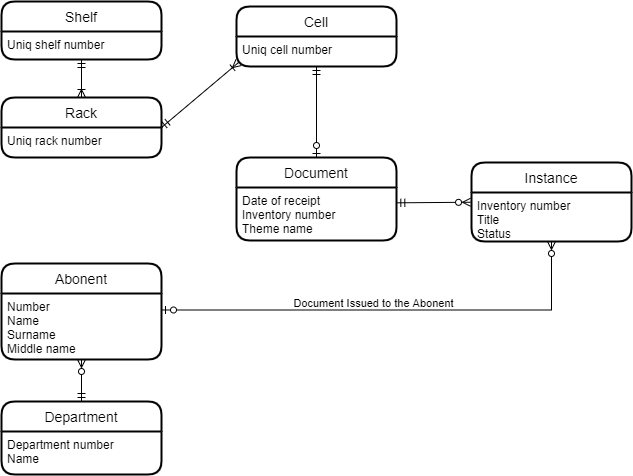 Shelf
Uniq shelf number
Cell
Uniq cell number
Rack
Uniq rack number
Document
Date of receipt
Inventory number
Theme name
Instance
Inventory number
Title
Status
Abonent
Number
Name
Surname
Middle name
Document Issued to the Abonent
Department
Department number
Name